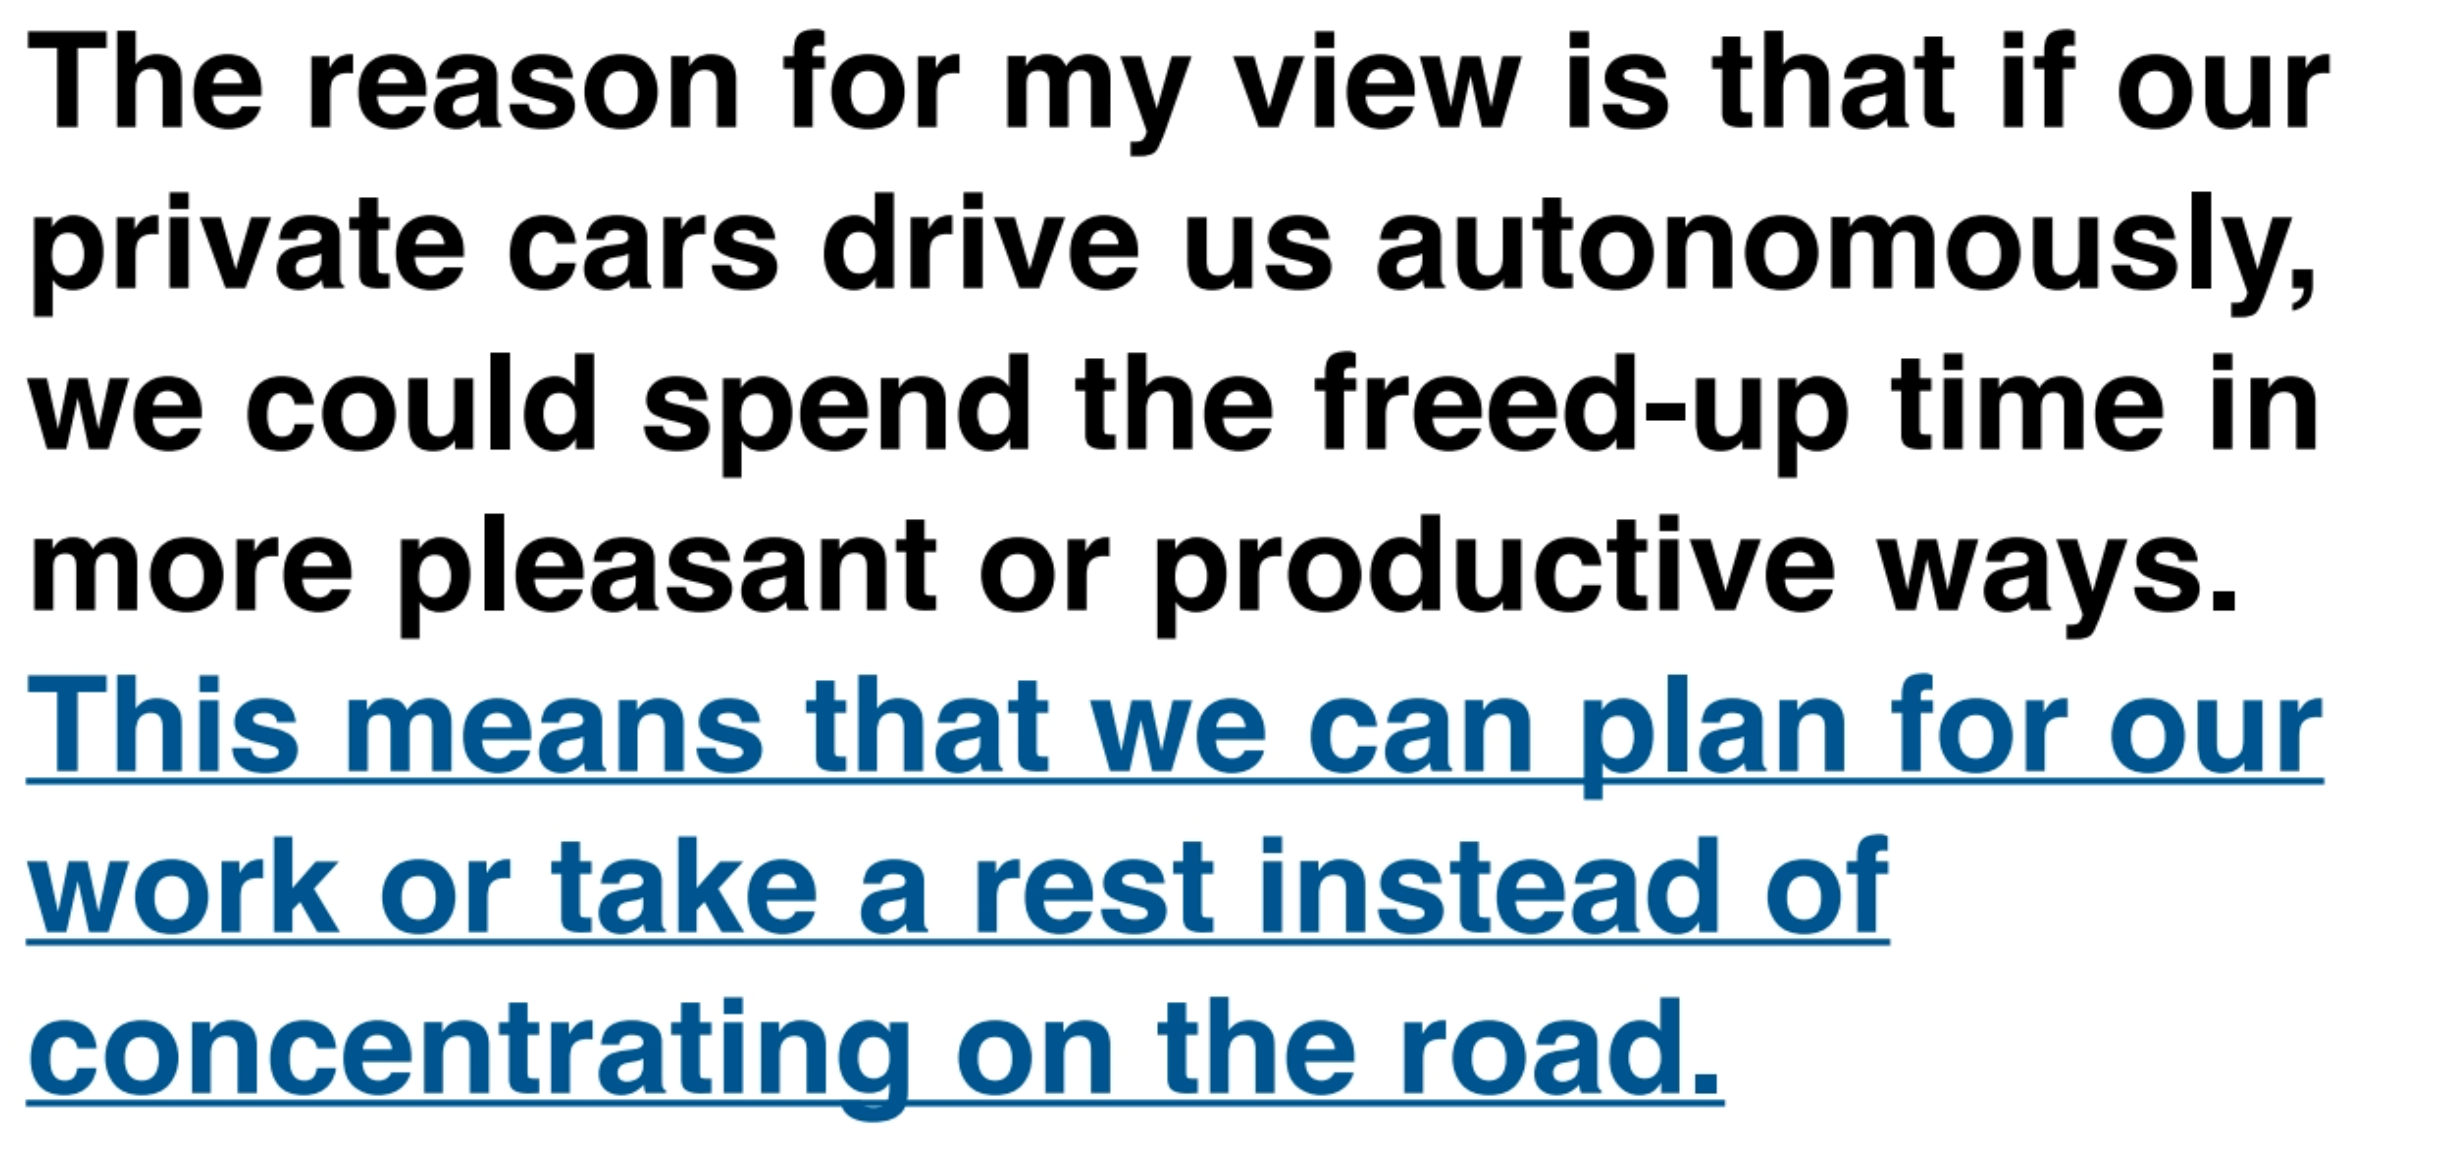 The reason for my view is that if our
private cars drive us autonomously,
we could spend the freed-up time in
more pleasant or productive ways.
This means that we can plan for our
work or take a rest instead of
concentrating on the road.